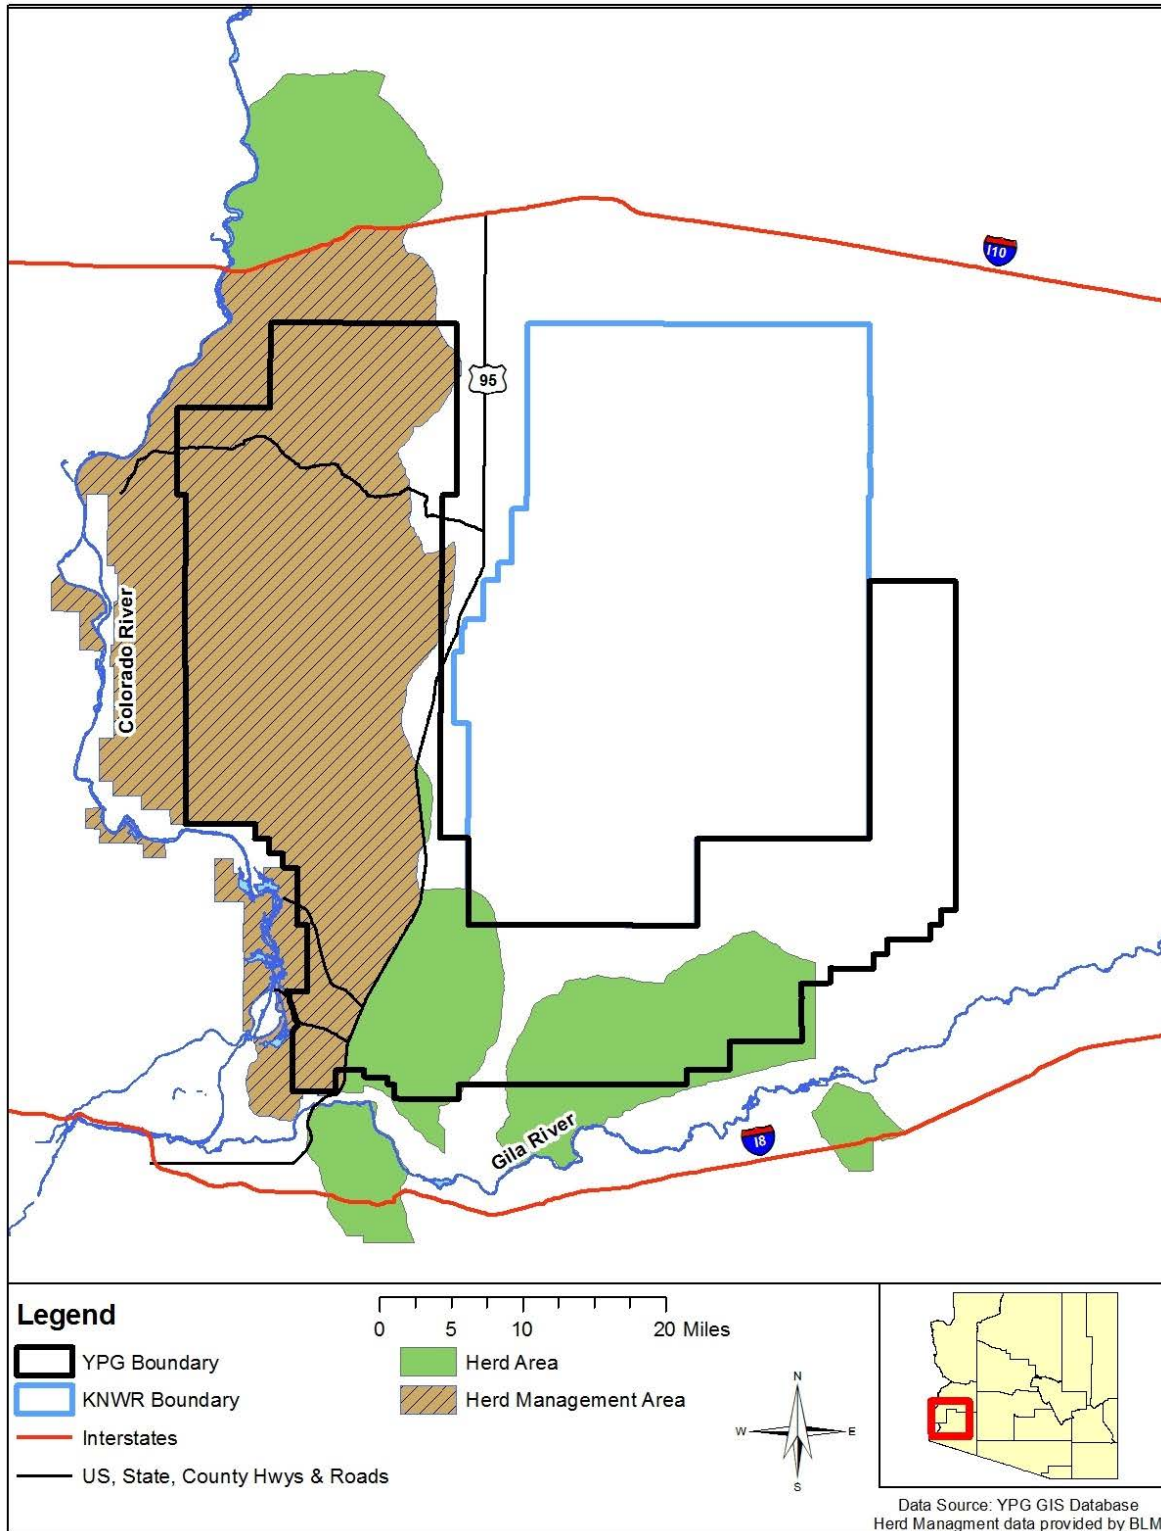 I10
95
Colorado River
Gila River
I8
Legend
YPG Boundary
KNWR Boundary
Interstates
US, State, County Hwys & Roads
0 5 10 20 Miles
Herd Area
Herd Management Area
N
W E
S
Data Source: YPG GIS Database
Herd Managment data provided by BLM